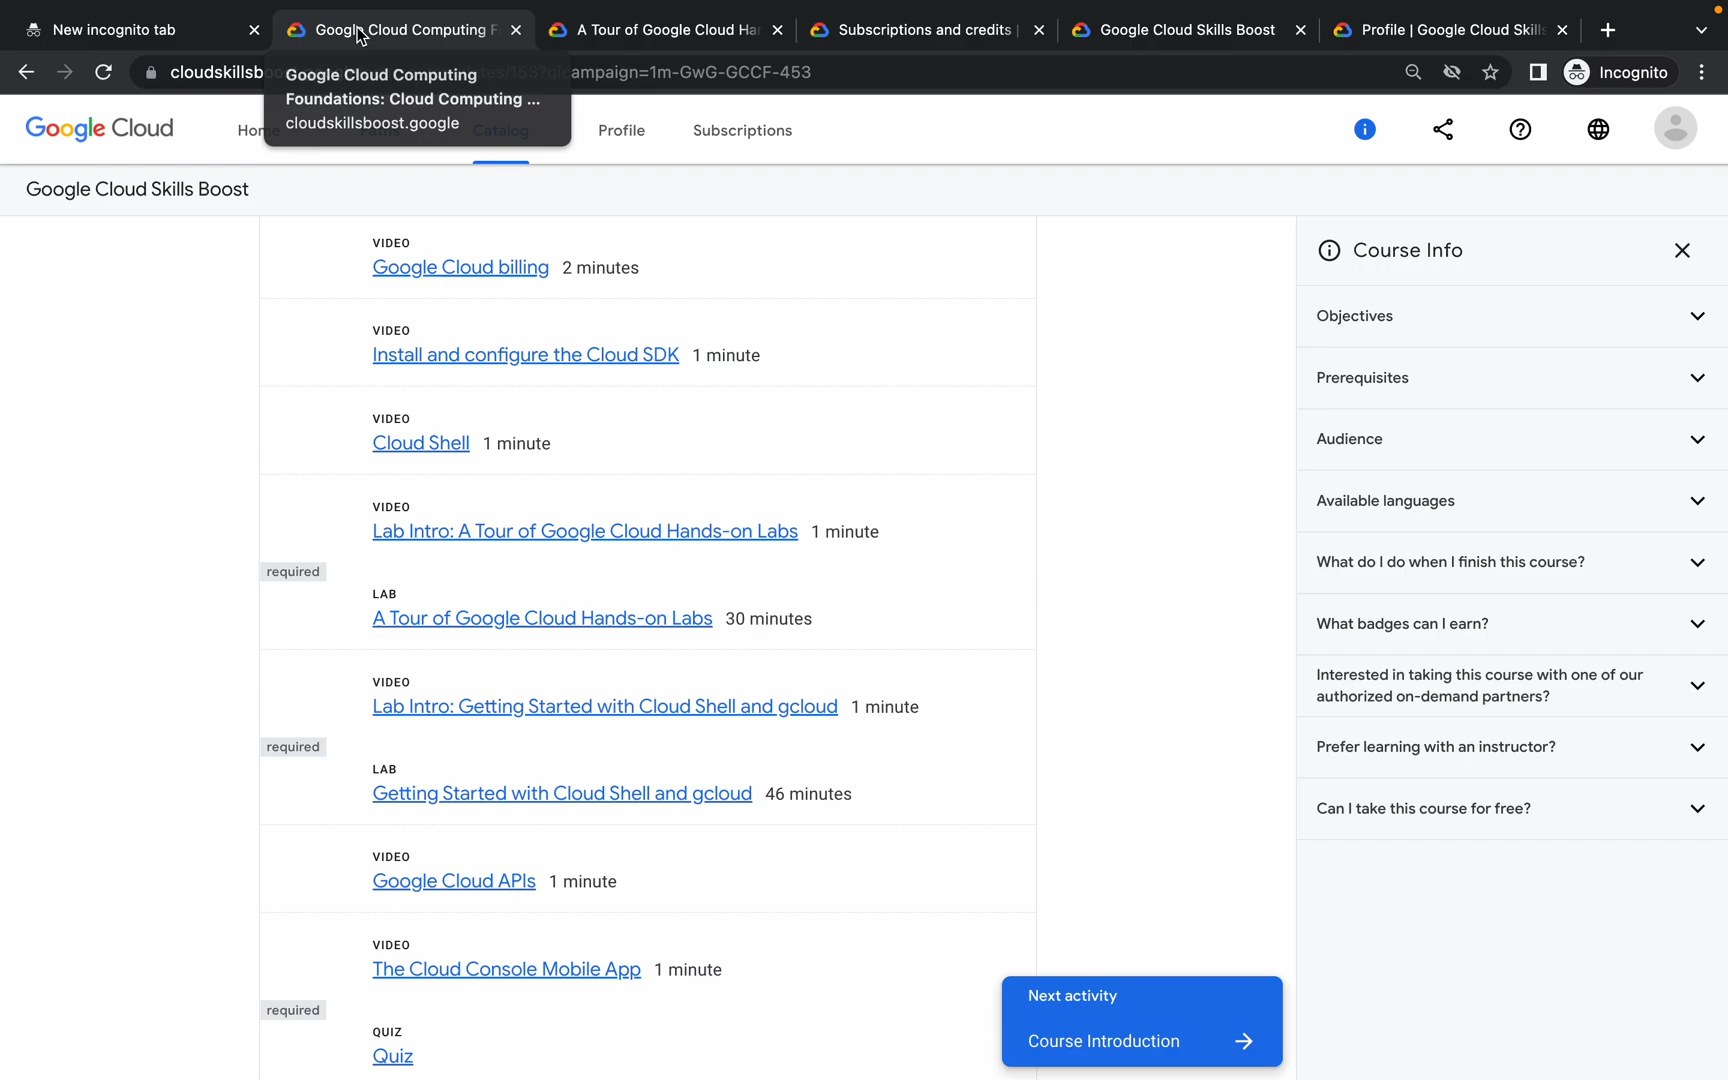 New incognito tab
Google Cloud Computing F
A Tour of Google Cloud Han
Subscriptions and credits |
Google Cloud Skills Boost
Profile | Google Cloud Skills
cloudskillsbo
ates/153?qlcampaign=1m-GwG-GCCF-453
Incognito
Google Cloud Computing
Foundations: Cloud Computing ...
cloudskillsboost.google
Google Cloud
Home
Paths
Catalog
Profile
Subscriptions
Google Cloud Skills Boost
VIDEO
Google Cloud billing 2 minutes
VIDEO
Install and configure the Cloud SDK 1 minute
VIDEO
Cloud Shell 1 minute
VIDEO
Lab Intro: A Tour of Google Cloud Hands-on Labs 1 minute
required
LAB
A Tour of Google Cloud Hands-on Labs 30 minutes
VIDEO
Lab Intro: Getting Started with Cloud Shell and gcloud 1 minute
required
LAB
Getting Started with Cloud Shell and gcloud 46 minutes
VIDEO
Google Cloud APIs 1 minute
VIDEO
The Cloud Console Mobile App 1 minute
required
QUIZ
Quiz
Next activity
Course Introduction
Course Info
Objectives
Prerequisites
Audience
Available languages
What do I do when I finish this course?
What badges can I earn?
Interested in taking this course with one of our
authorized on-demand partners?
Prefer learning with an instructor?
Can I take this course for free?